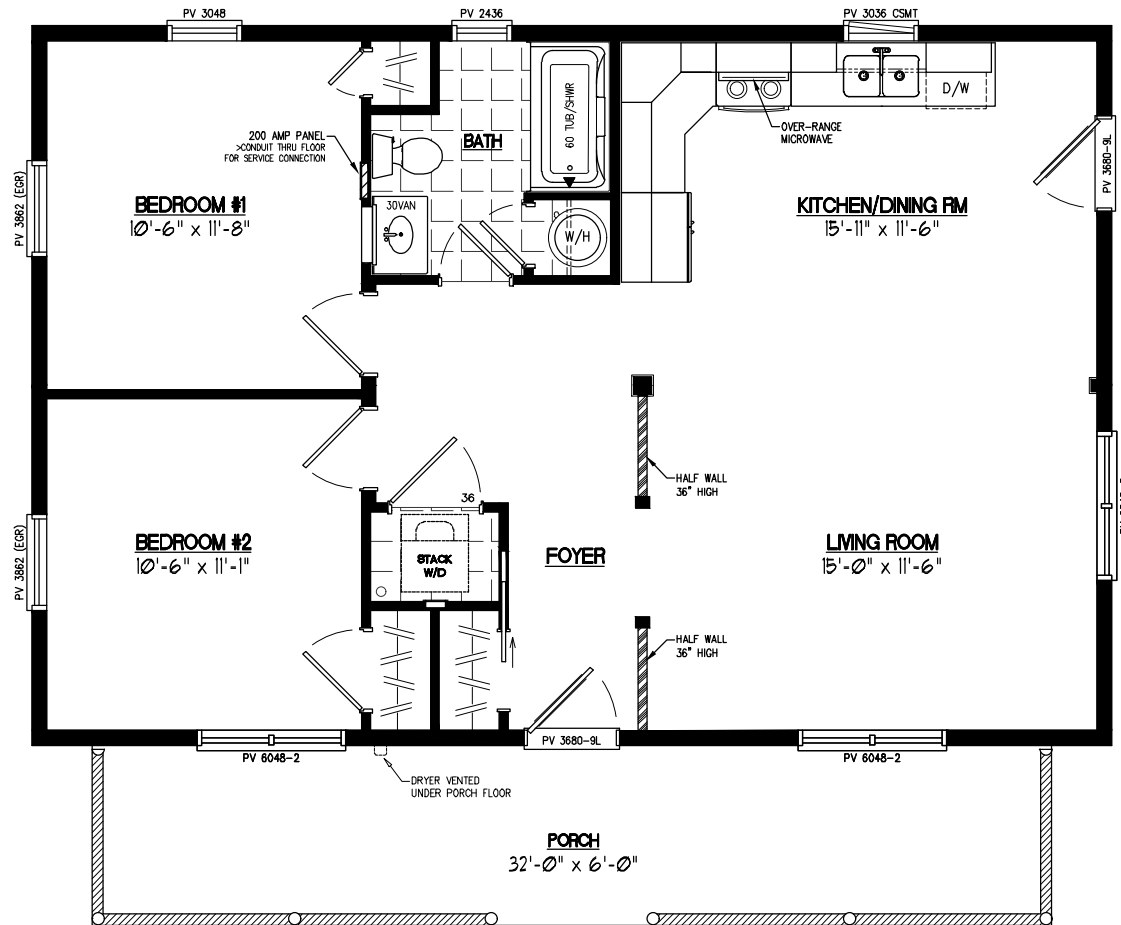 PV 3048
PV 2436
PV 3036 CSMT
D/W
60 TUB/SHWR
OVER-RANGE
MICROWAVE
200 AMP PANEL
>CONDUIT THRU FLOOR
FOR SERVICE CONNECTION
BATH
PV 3680-9L
PV 3862 (EGR)
BEDROOM #1
10'-6" x 11'-8"
30VAN
W/H
KITCHEN/DINING RM
15'-11" x 11'-6"
HALF WALL
36" HIGH
36
PV 3862 (EGR)
BEDROOM #2
10'-6" x 11'-1"
STACK
W/D
FOYER
LIVING ROOM
15'-0" x 11'-6"
HALF WALL
36" HIGH
PV 6048-2
PV 3680-9L
PV 6048-2
DRYER VENTED
UNDER PORCH FLOOR
PORCH
32'-0" x 6'-0"